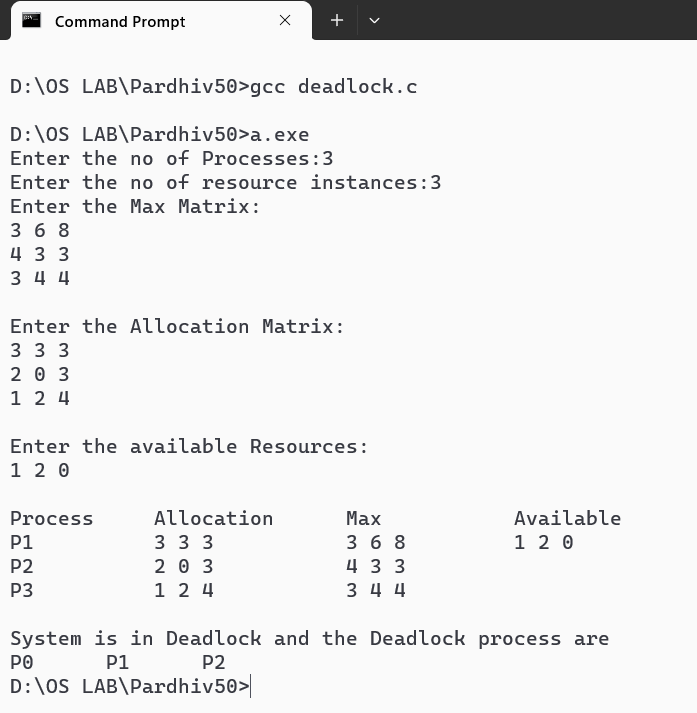 Command Prompt
D:\OS LAB\Pardhiv50>gcc deadlock.c
D:\OS LAB\Pardhiv50>a.exe
Enter the no of Processes:3
Enter the no of resource instances:3
Enter the Max Matrix:
3 6 8
4 3 3
3 4 4
Enter the Allocation Matrix:
3 3 3
2 0 3
1 2 4
Enter the available Resources:
1 2 0
Process     Allocation      Max           Available
P1          3 3 3           3 6 8         1 2 0
P2          2 0 3           4 3 3
P3          1 2 4           3 4 4
System is in Deadlock and the Deadlock process are
P0      P1      P2
D:\OS LAB\Pardhiv50>